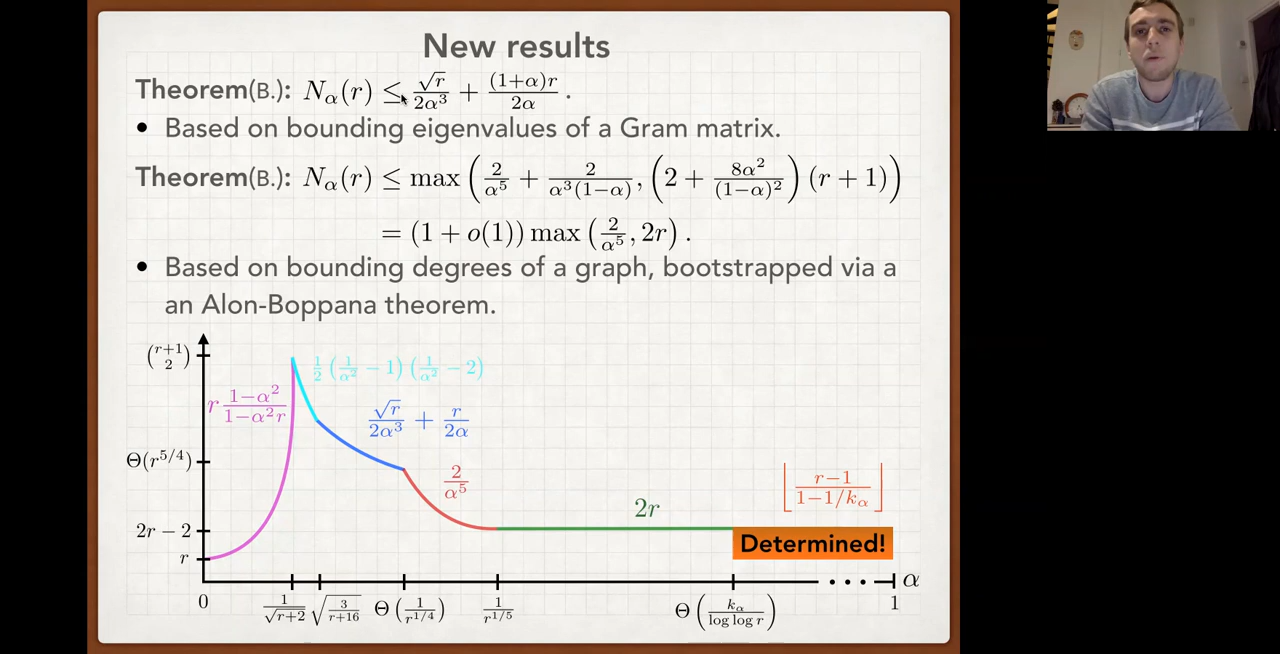 New results
Theorem(B.): N_α(r) ≤ √r/2α³ + (1+α)r/2α .
• Based on bounding eigenvalues of a Gram matrix.
Theorem(B.): N_α(r) ≤ max ( 2/α⁵ + 2/α³(1−α) , ( 2 + 8α²/(1−α)² ) (r + 1) )
= (1 + o(1)) max ( 2/α⁵ , 2r ) .
• Based on bounding degrees of a graph, bootstrapped via a
an Alon-Boppana theorem.
(r+1 2)
1/2 ( 1/α² − 1 ) ( 1/α² − 2 )
r 1−α²/1−α²r
√r/2α³ + r/2α
Θ(r^5/4)
2/α⁵
⌊ r−1/1−1/k_α ⌋
2r
2r − 2
Determined!
r
α
0
1/√r+2
√3/r+16
Θ ( 1/r^1/4 )
1/r^1/5
Θ ( k_α/log log r )
1